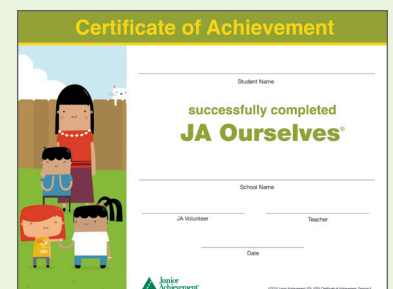 Certificate of Achievement
Student Name
successfully completed
JA Ourselves®
School Name
JA Volunteer Teacher
Date
Junior
Achievement